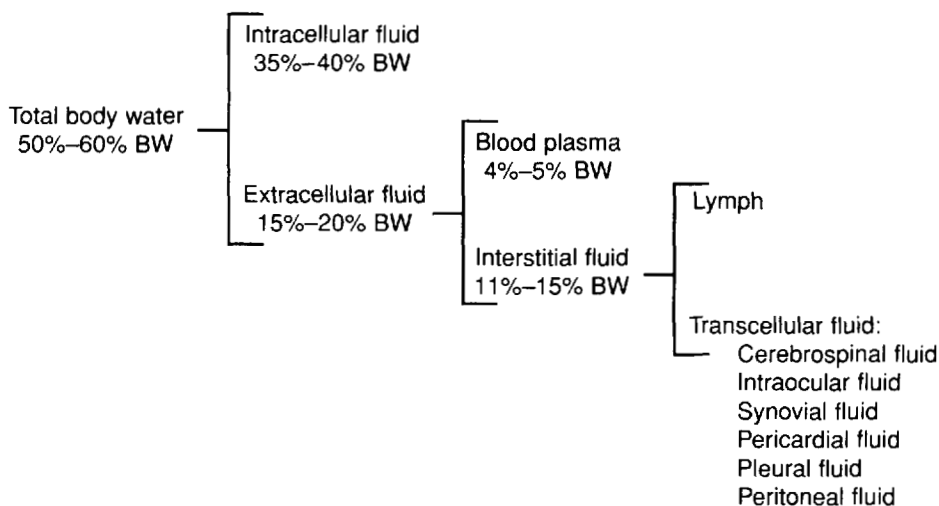 Total body water
50%–60% BW
Intracellular fluid
35%–40% BW
Extracellular fluid
15%–20% BW
Blood plasma
4%–5% BW
Interstitial fluid
11%–15% BW
Lymph
Transcellular fluid:
Cerebrospinal fluid
Intraocular fluid
Synovial fluid
Pericardial fluid
Pleural fluid
Peritoneal fluid